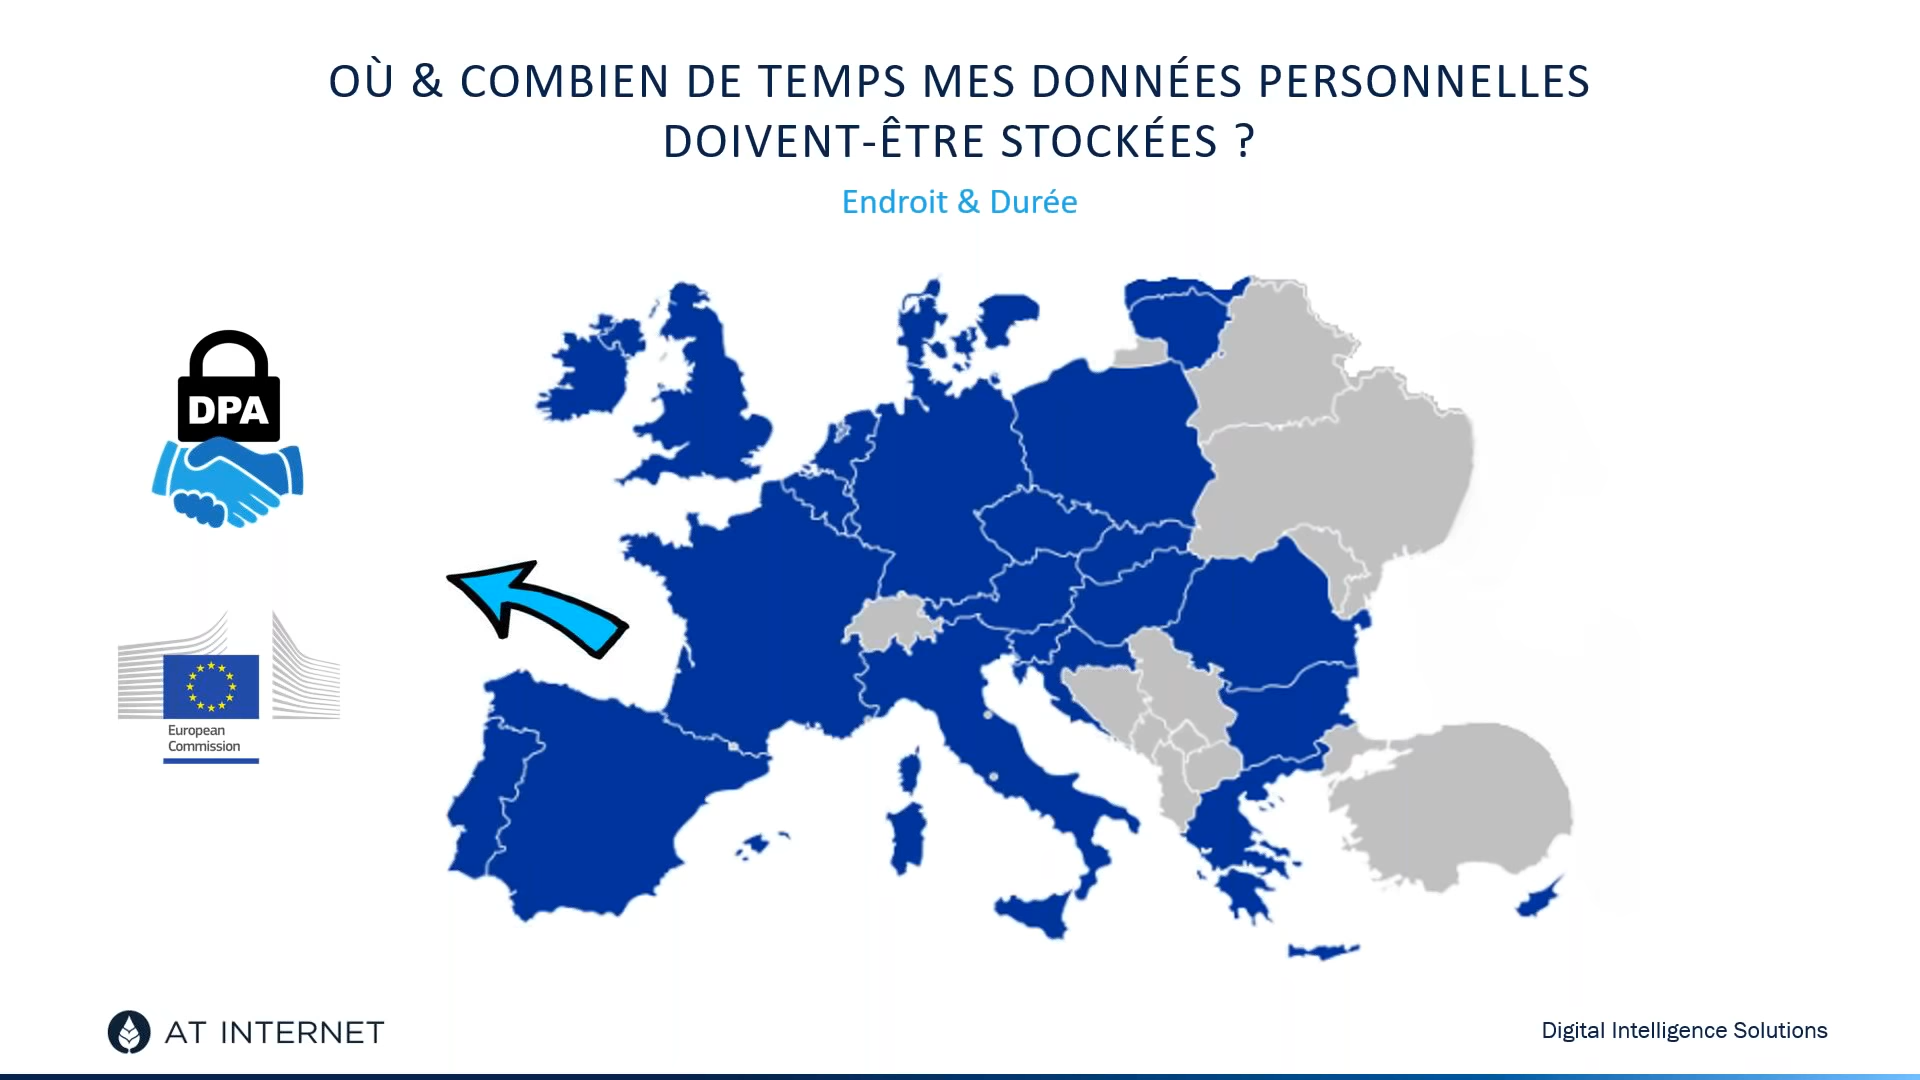 OÙ & COMBIEN DE TEMPS MES DONNÉES PERSONNELLES
DOIVENT-ÊTRE STOCKÉES ?
Endroit & Durée
DPA
European
Commission
AT INTERNET
Digital Intelligence Solutions